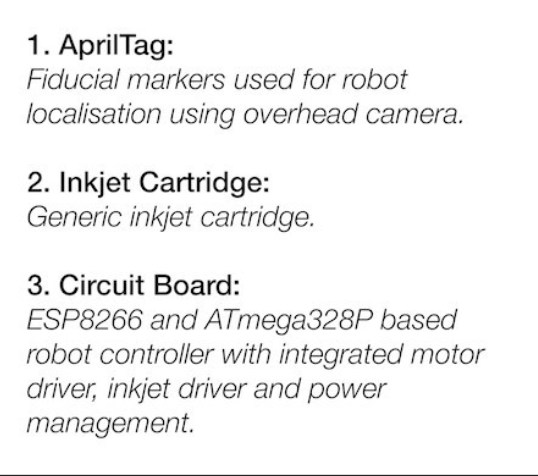 1. AprilTag:
Fiducial markers used for robot
localisation using overhead camera.
2. Inkjet Cartridge:
Generic inkjet cartridge.
3. Circuit Board:
ESP8266 and ATmega328P based
robot controller with integrated motor
driver, inkjet driver and power
management.